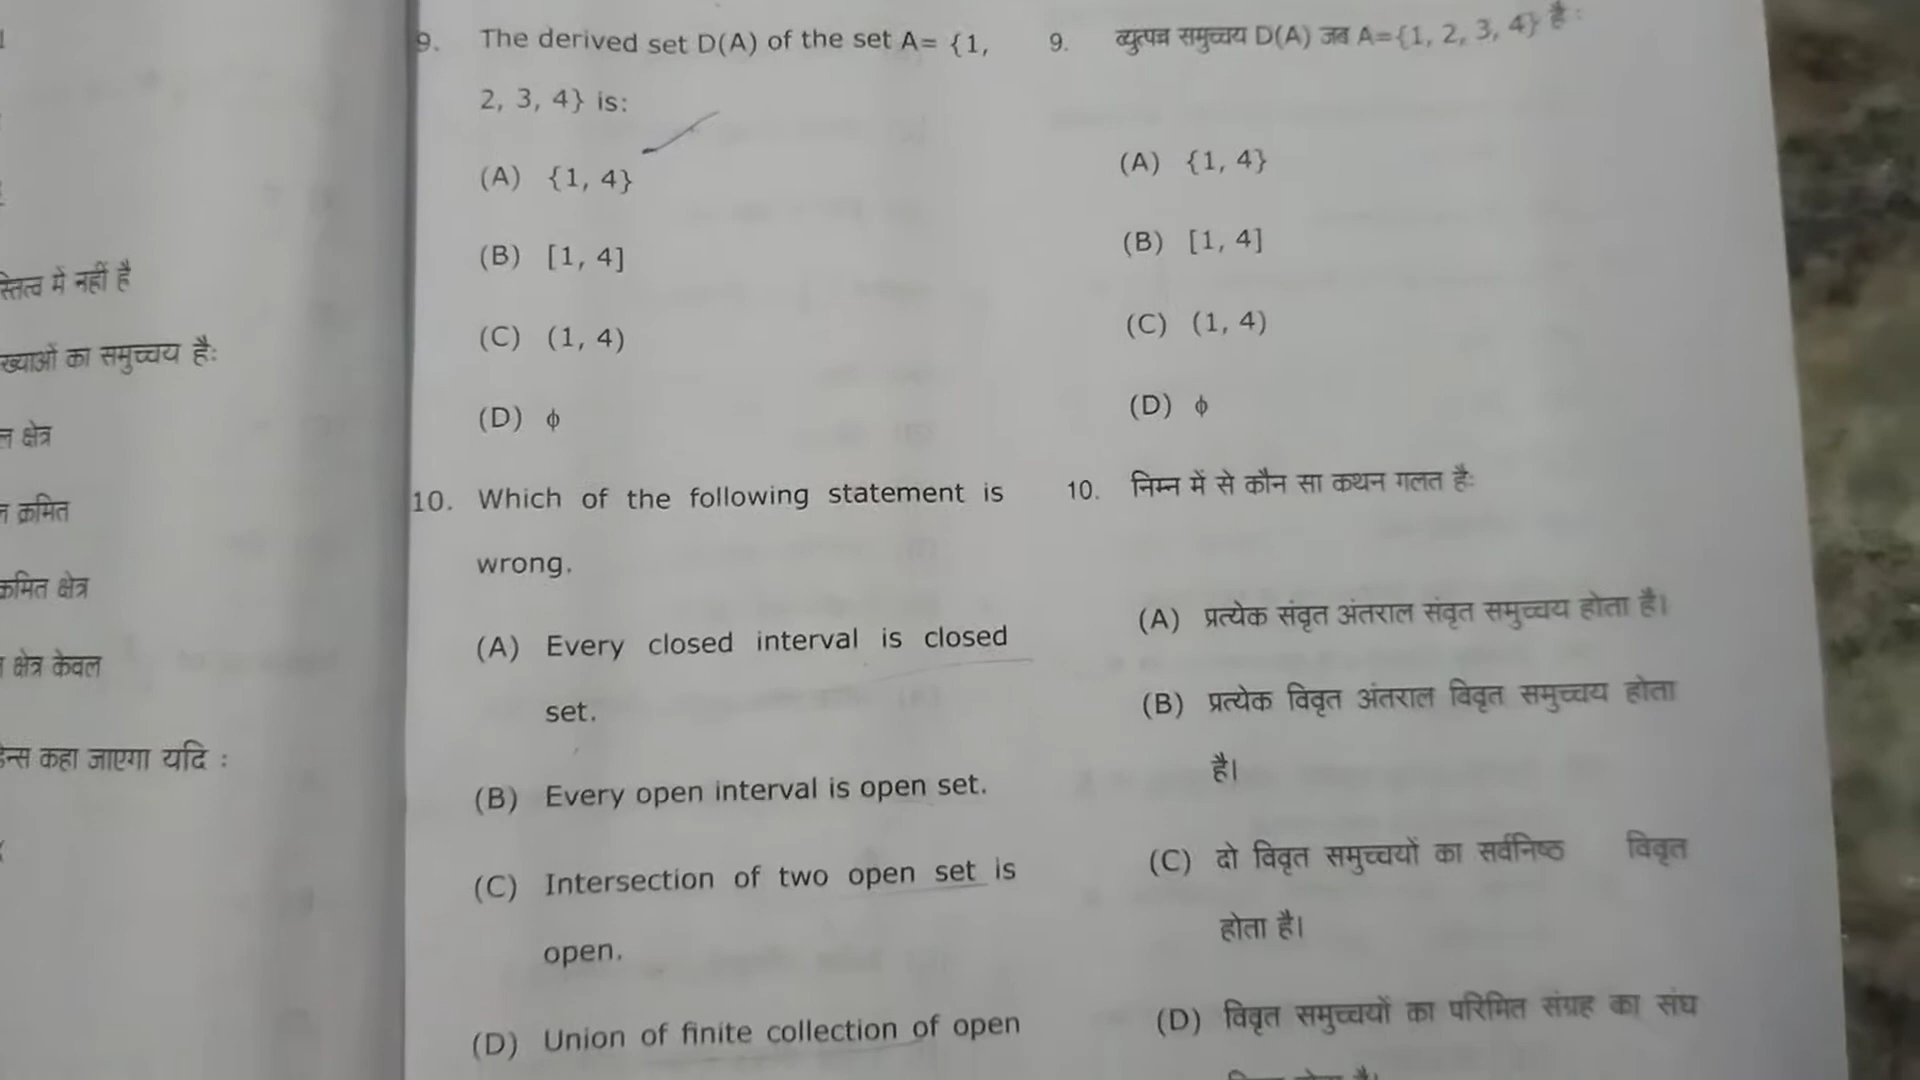 स्तित्व में नहीं है
ख्याओं का समुच्चय है:
ल क्षेत्र
न क्रमित
क्रमित क्षेत्र
क्षेत्र केवल
डेन्स कहा जाएगा यदि :
9. The derived set D(A) of the set A= {1,
2, 3, 4} is:
(A) {1, 4}
(B) [1, 4]
(C) (1, 4)
(D) ϕ
10. Which of the following statement is
wrong.
(A) Every closed interval is closed
set.
(B) Every open interval is open set.
(C) Intersection of two open set is
open.
(D) Union of finite collection of open
9. व्युत्पन्न समुच्चय D(A) जब A={1, 2, 3, 4} है :
(A) {1, 4}
(B) [1, 4]
(C) (1, 4)
(D) ϕ
10. निम्न में से कौन सा कथन गलत है:
(A) प्रत्येक संवृत अंतराल संवृत समुच्चय होता है।
(B) प्रत्येक विवृत अंतराल विवृत समुच्चय होता
है।
(C) दो विवृत समुच्चयों का सर्वनिष्ठ विवृत
होता है।
(D) विवृत समुच्चयों का परिमित संग्रह का संघ